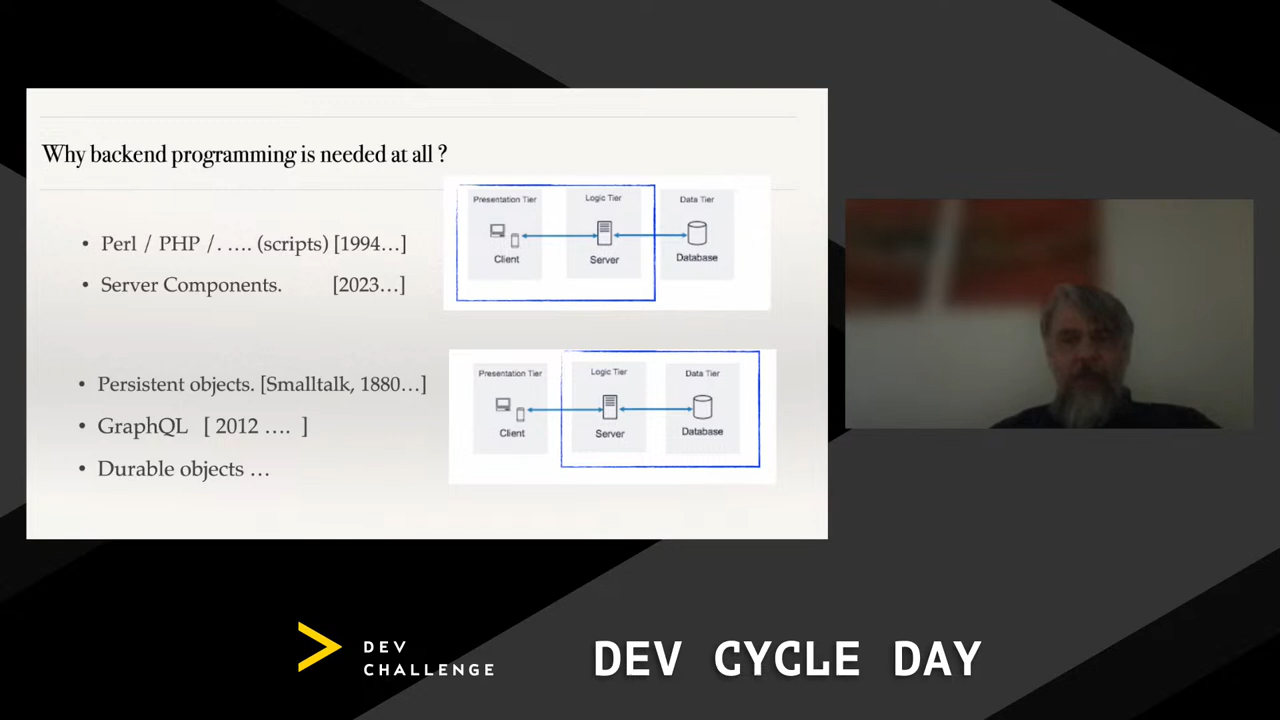 Why backend programming is needed at all ?
Perl / PHP /. …. (scripts) [1994…]
Server Components. [2023…]
Presentation Tier
Logic Tier
Data Tier
Client
Server
Database
Persistent objects. [Smalltalk, 1880…]
GraphQL [ 2012 …. ]
Durable objects …
Presentation Tier
Logic Tier
Data Tier
Client
Server
Database
DEV
CHALLENGE
DEV CYCLE DAY